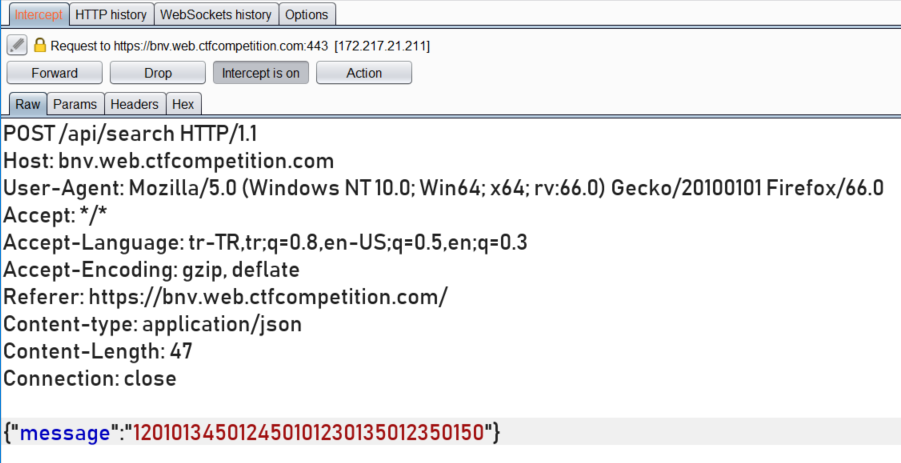 Intercept HTTP history WebSockets history Options
Request to https://bnv.web.ctfcompetition.com:443 [172.217.21.211]
Forward Drop Intercept is on Action
Raw Params Headers Hex
POST /api/search HTTP/1.1
Host: bnv.web.ctfcompetition.com
User-Agent: Mozilla/5.0 (Windows NT 10.0; Win64; x64; rv:66.0) Gecko/20100101 Firefox/66.0
Accept: */*
Accept-Language: tr-TR,tr;q=0.8,en-US;q=0.5,en;q=0.3
Accept-Encoding: gzip, deflate
Referer: https://bnv.web.ctfcompetition.com/
Content-type: application/json
Content-Length: 47
Connection: close
{"message":"12010134501245010123013501235 0150"}